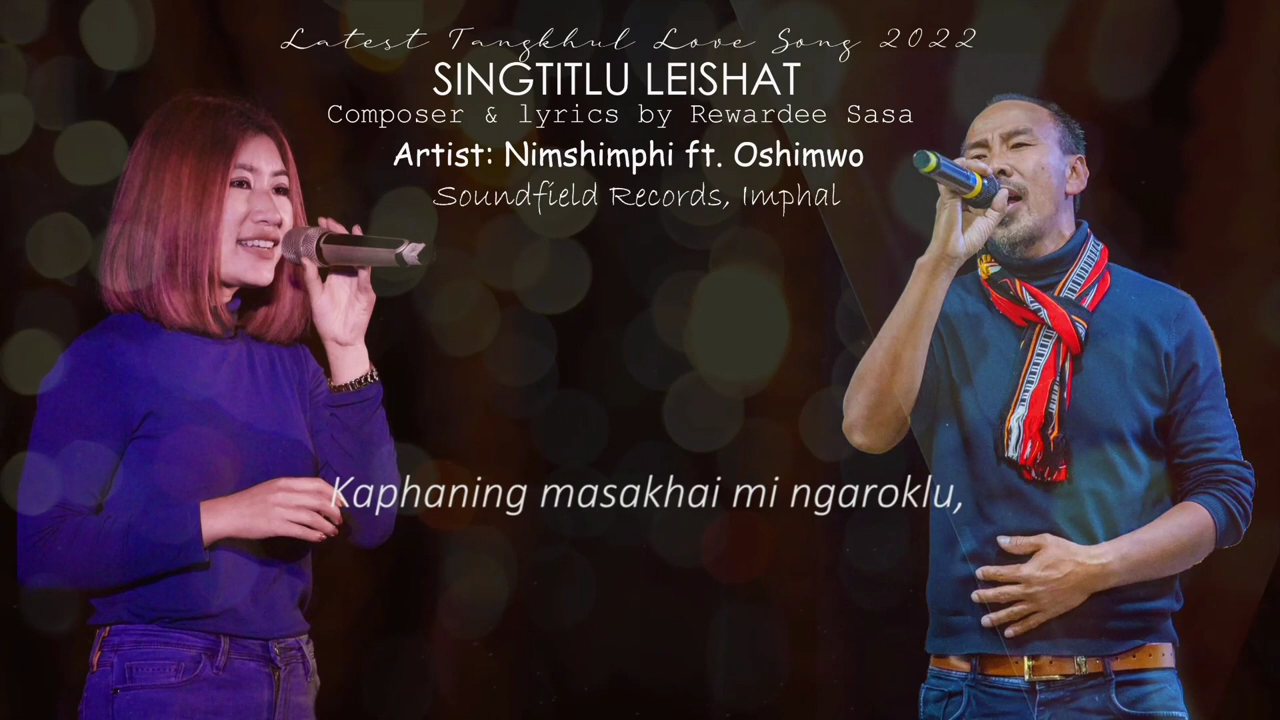 Latest Tangkhul Love Song 2022
SINGTITLU LEISHAT
Composer & lyrics by Rewardee Sasa
Artist: Nimshimphi ft. Oshimwo
Soundfield Records, Imphal
Kaphaning masakhai mi ngaroklu,